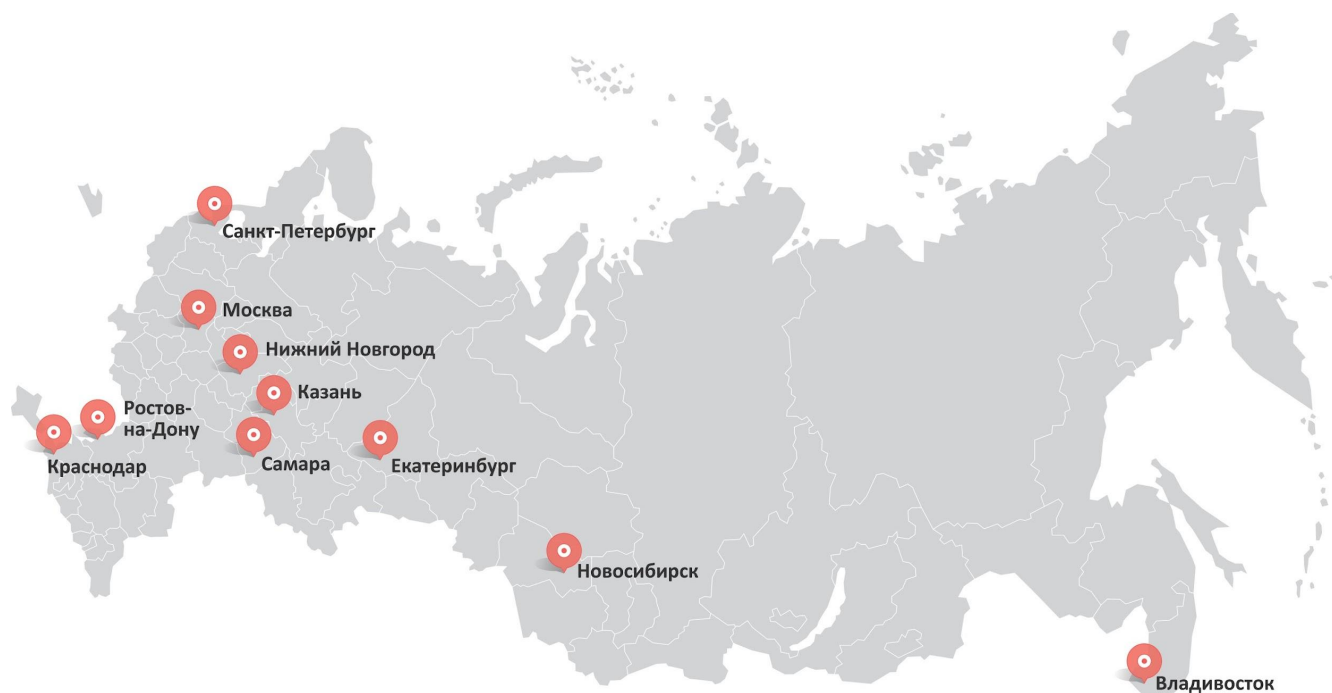 Санкт-Петербург
Москва
Нижний Новгород
Казань
Ростов-
на-Дону
Краснодар
Самара
Екатеринбург
Новосибирск
Владивосток